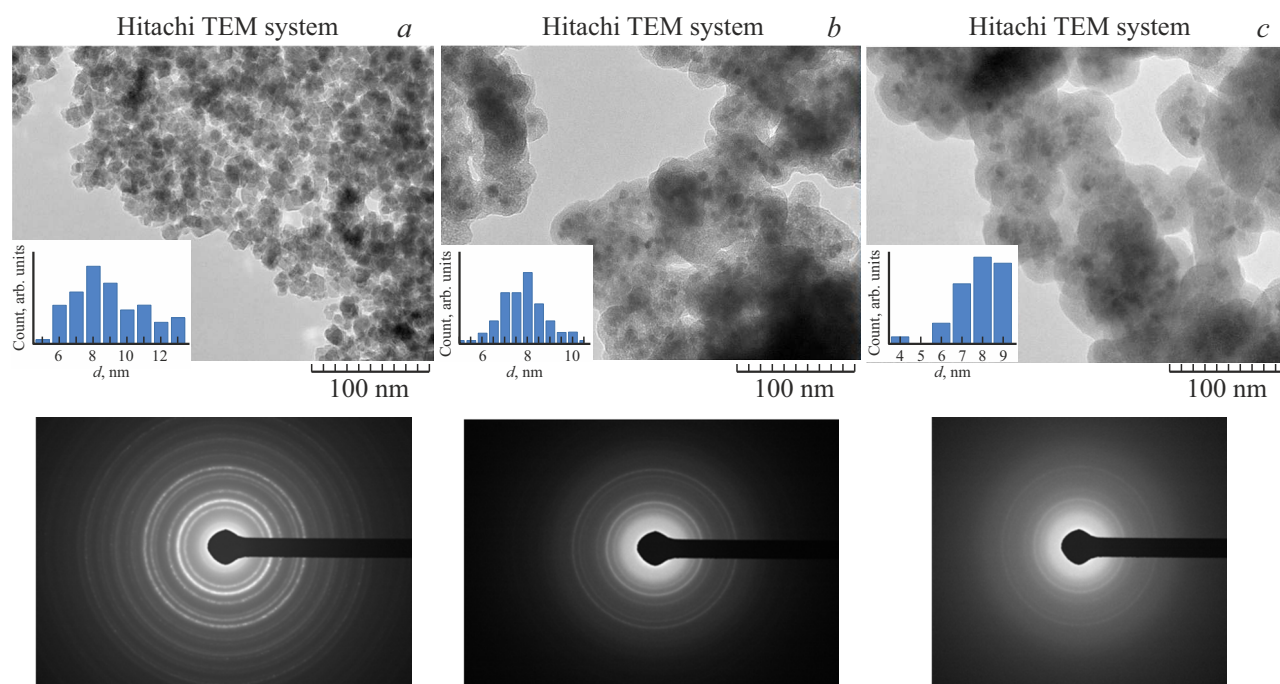 Hitachi TEM system a
Hitachi TEM system b
Hitachi TEM system c
Count, arb. units
6 8 10 12
d, nm
100 nm
Count, arb. units
6 8 10
d, nm
100 nm
Count, arb. units
4 5 6 7 8 9
d, nm
100 nm